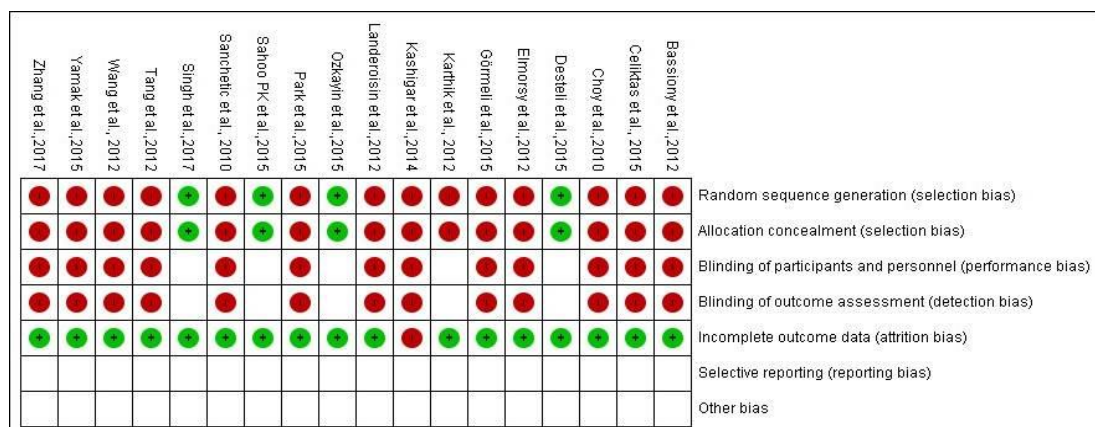 Zhang et al.,2017
Yamak et al.,2015
Wang et al., 2012
Tang et al.,2012
Singh et al.,2017
Sanchetic et al., 2010
Sahoo PK et al.,2015
Park et al.,2015
Ozkayin et al.,2015
Landeroisin et al.,2012
Kashigar et al.,2014
Karthik et al., 2012
Görmeli et al.,2015
Elmorsy et al.,2012
Desteli et al.,2015
Choy et al.,2010
Celiktas et al., 2015
Bassiony et al.,2012
Random sequence generation (selection bias)
Allocation concealment (selection bias)
Blinding of participants and personnel (performance bias)
Blinding of outcome assessment (detection bias)
Incomplete outcome data (attrition bias)
Selective reporting (reporting bias)
Other bias